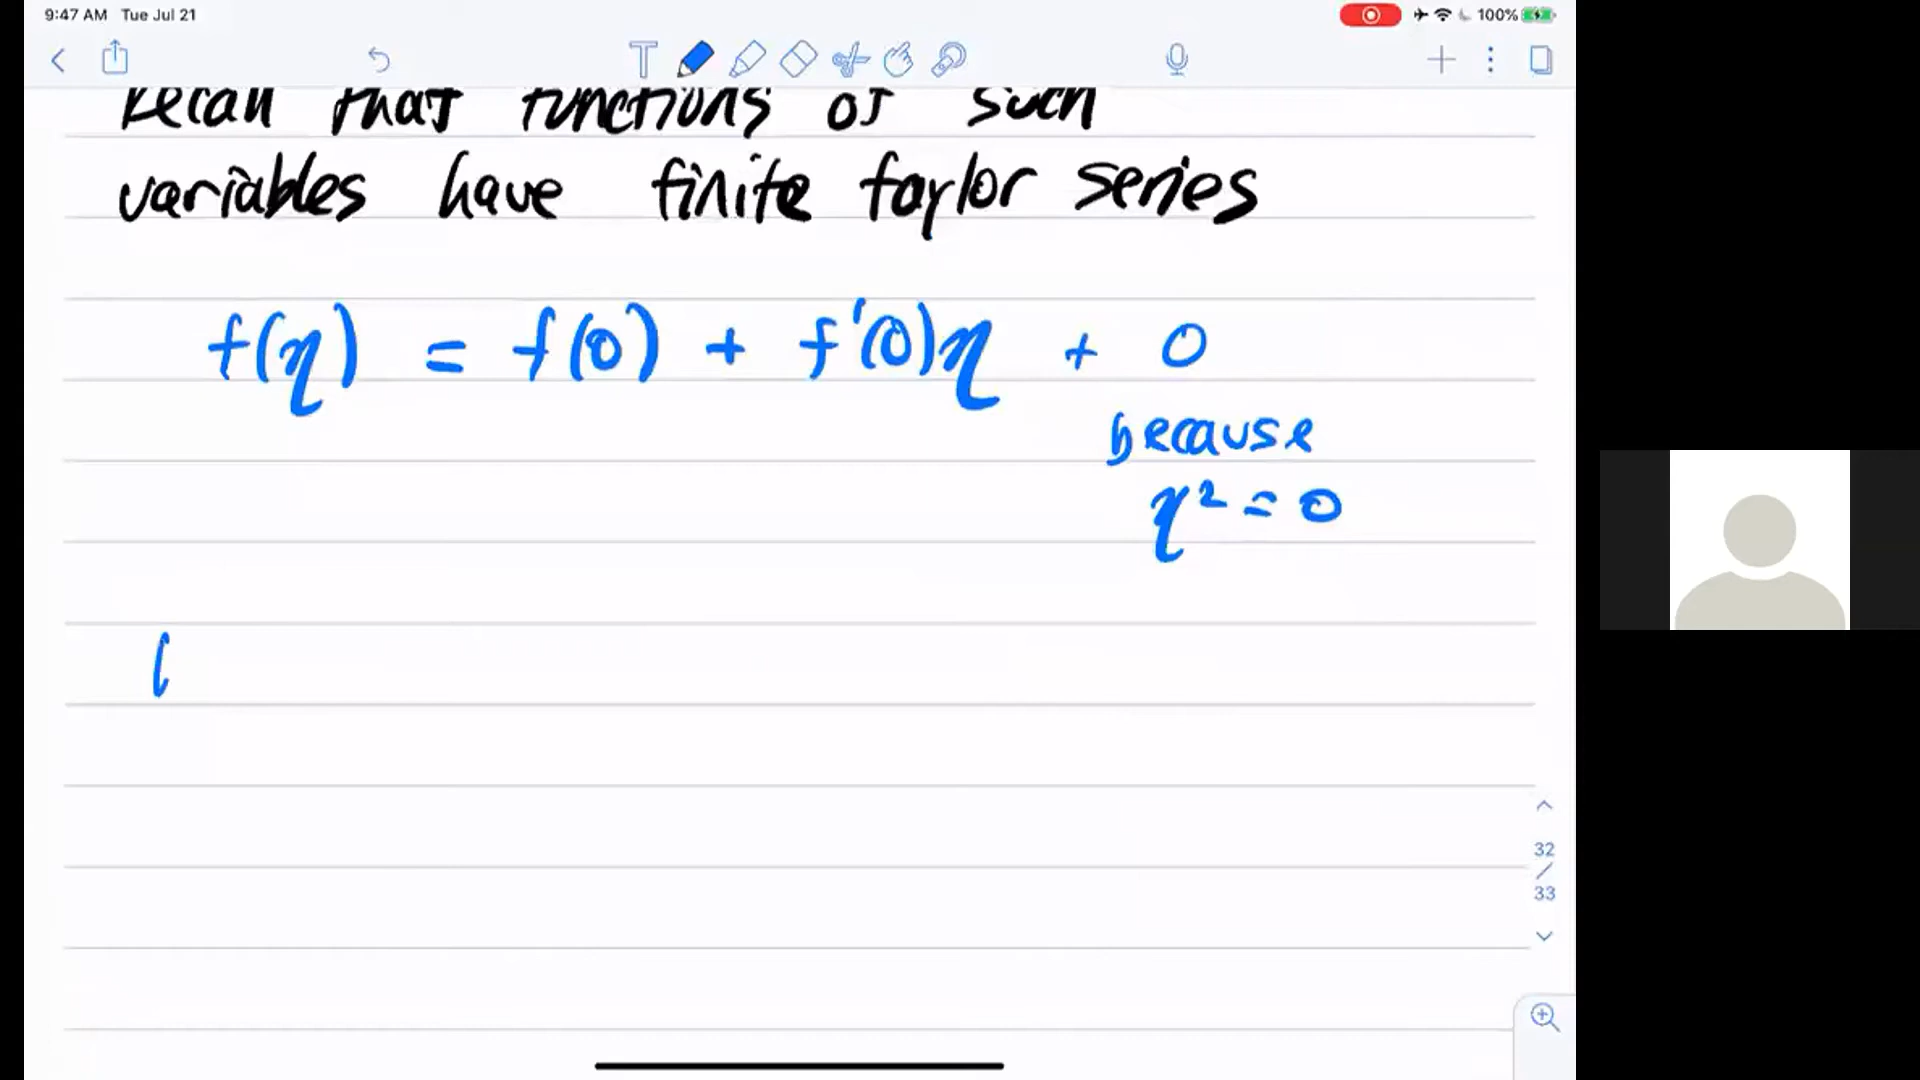 9:47 AM Tue Jul 21
100%
Recall that functions of such
variables have finite taylor series
f(η) = f(0) + f'(0)η + 0
because
η² = 0
32
/
33